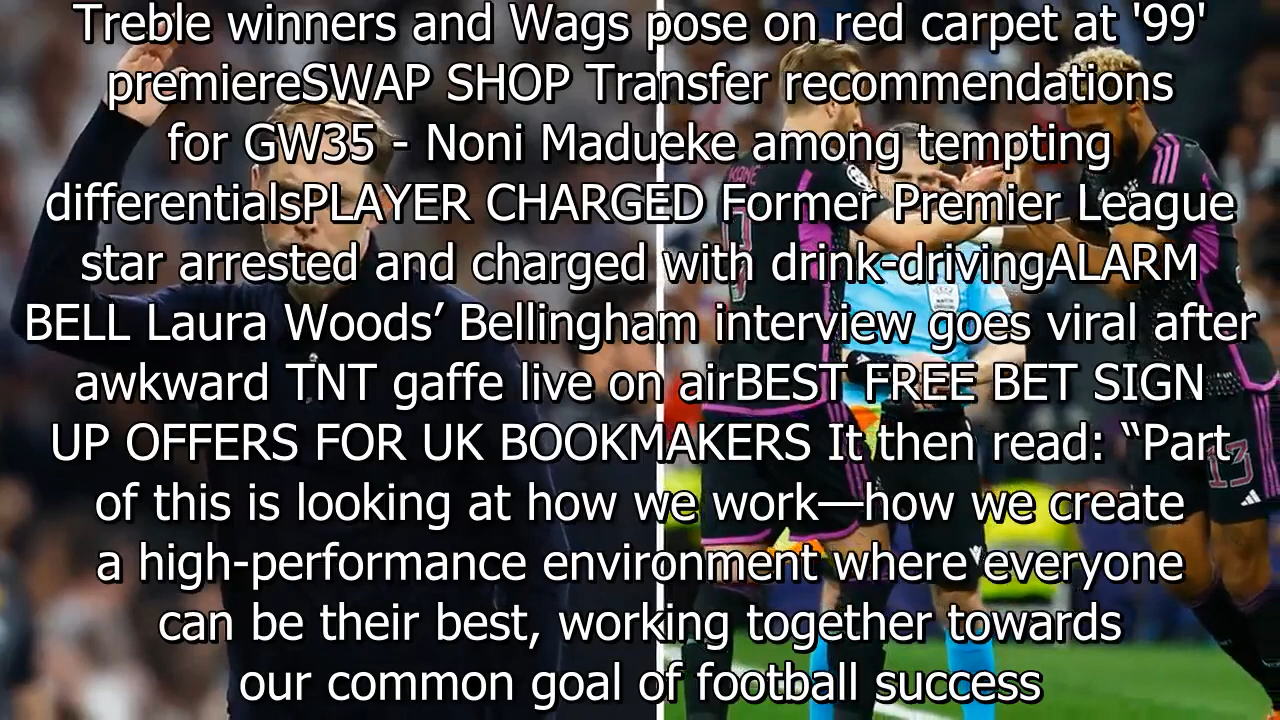 Treble winners and Wags pose on red carpet at '99'
premiereSWAP SHOP Transfer recommendations
for GW35 - Noni Madueke among tempting
differentialsPLAYER CHARGED Former Premier League
star arrested and charged with drink-drivingALARM
BELL Laura Woods’ Bellingham interview goes viral after
awkward TNT gaffe live on airBEST FREE BET SIGN
UP OFFERS FOR UK BOOKMAKERS It then read: “Part
of this is looking at how we work—how we create
a high-performance environment where everyone
can be their best, working together towards
our common goal of football success
KANE
13